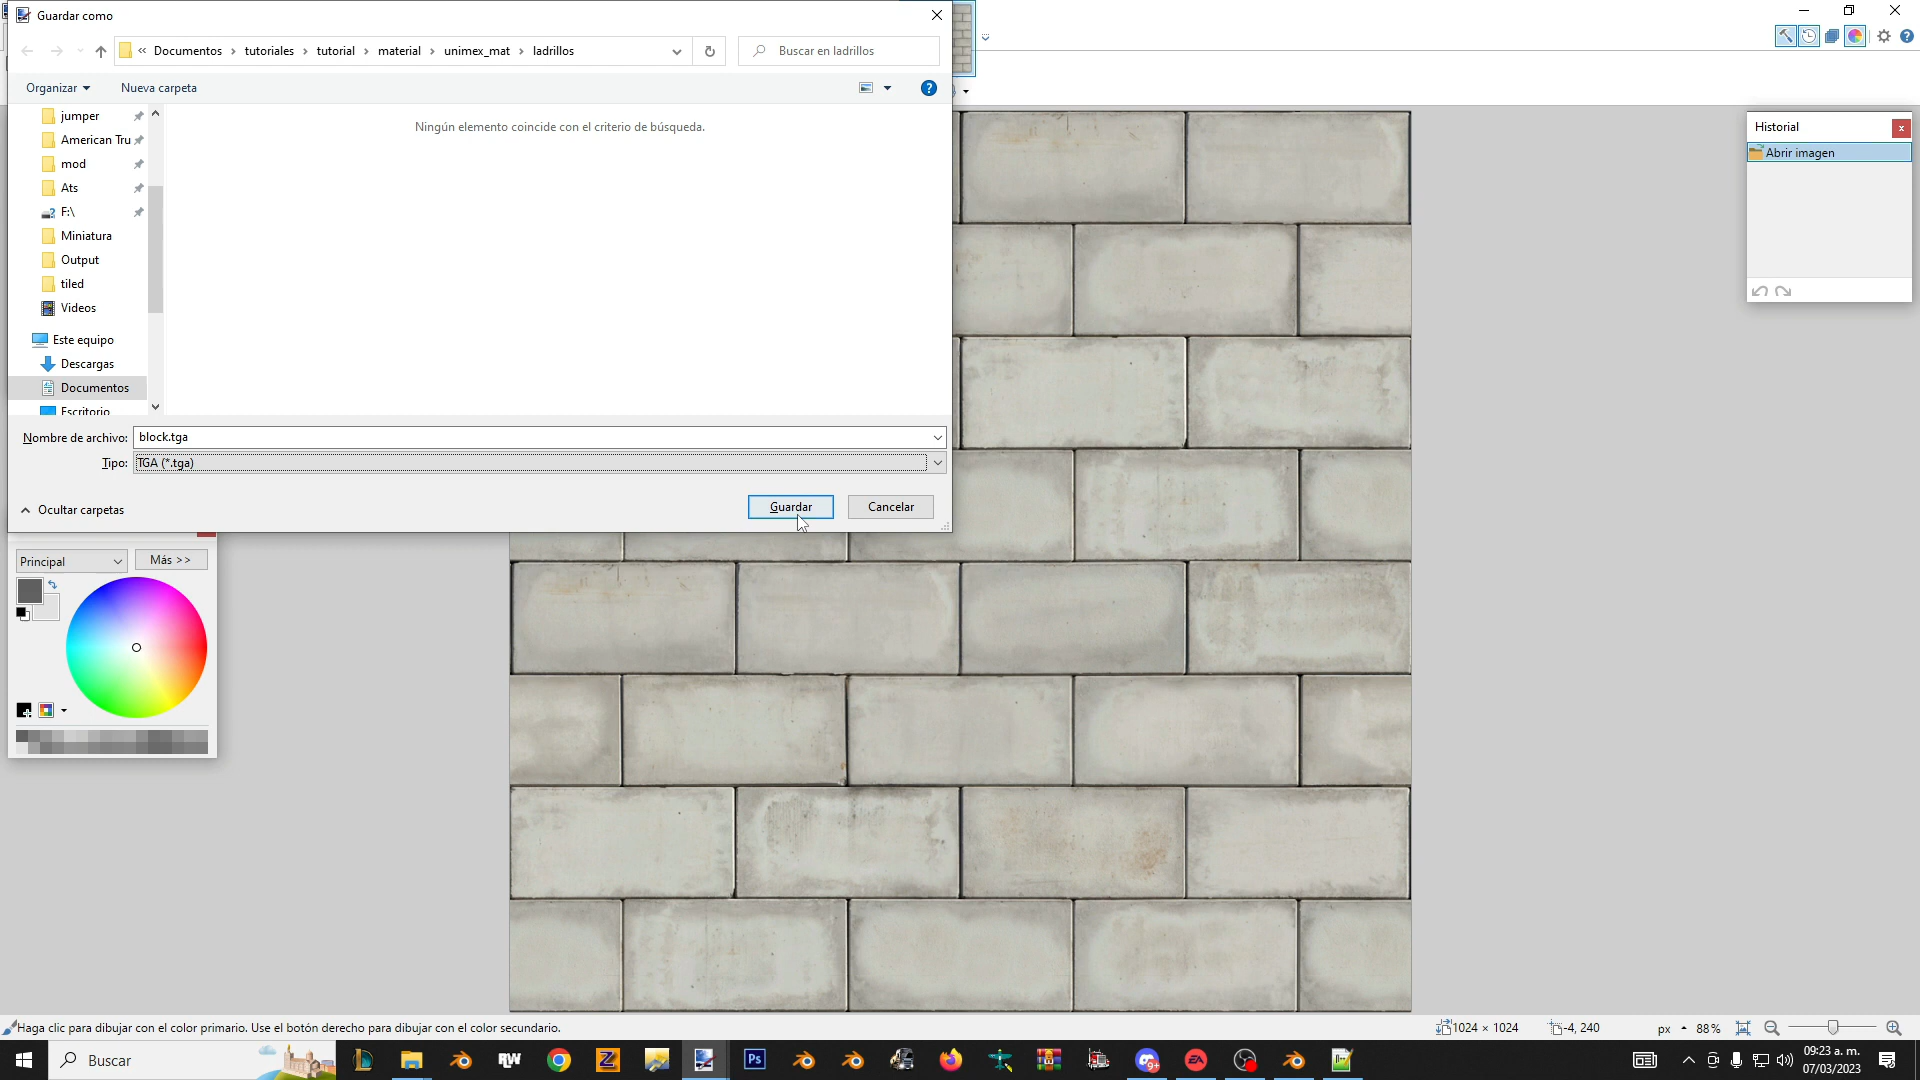 Guardar como
Documentos
tutoriales
tutorial
material
unimex_mat
ladrillos
Buscar en ladrillos
Organizar
Nueva carpeta
jumper
American Tru
mod
Ats
F:\
Miniatura
Output
tiled
Videos
Este equipo
Descargas
Documentos
Escritorio
Ningún elemento coincide con el criterio de búsqueda.
Nombre de archivo: block.tga
Tipo: TGA (*.tga)
Ocultar carpetas
Guardar
Cancelar
Historial
Abrir imagen
Principal
Más >>
Haga clic para dibujar con el color primario. Use el botón derecho para dibujar con el color secundario.
1024 × 1024
-4, 240
px
88%
Buscar
RW
Z
Ps
9+
EA
09:23 a. m.
07/03/2023